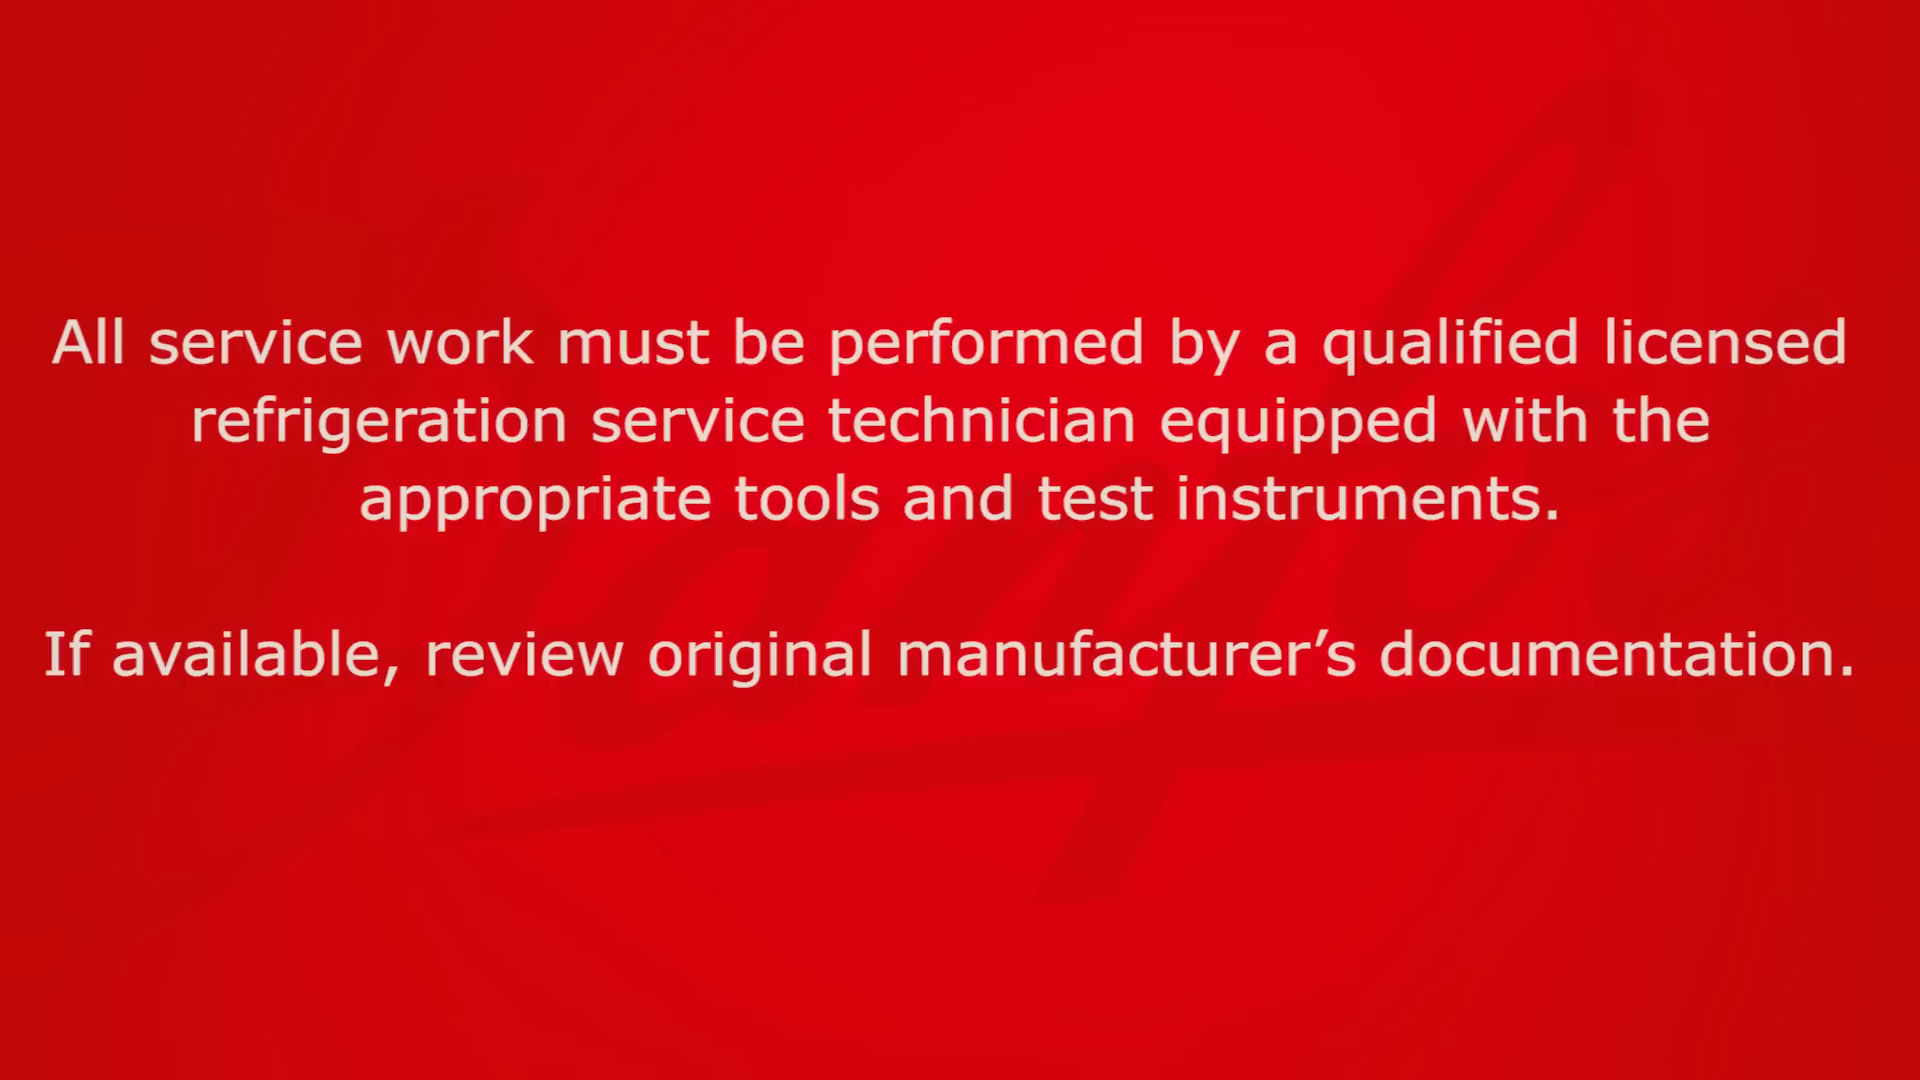 All service work must be performed by a qualified licensed
refrigeration service technician equipped with the
appropriate tools and test instruments.
If available, review original manufacturer’s documentation.